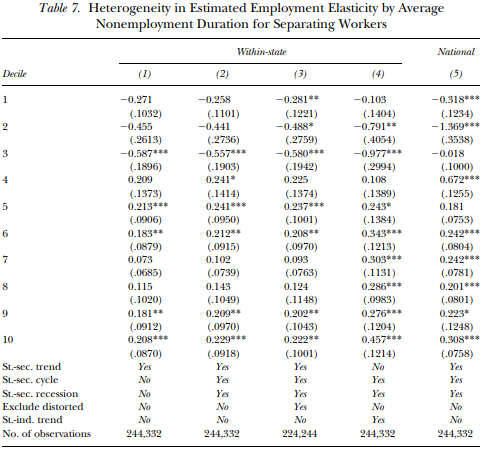 Table 7. Heterogeneity in Estimated Employment Elasticity by Average
Nonemployment Duration for Separating Workers
Within-state National
Decile (1) (2) (3) (4) (5)
1 −0.271 −0.258 −0.281** −0.103 −0.318***
(.1032) (.1101) (.1221) (.1404) (.1234)
2 −0.455 −0.441 −0.488* −0.791** −1.369***
(.2613) (.2736) (.2759) (.4054) (.3538)
3 −0.587*** −0.557*** −0.580*** −0.977*** −0.018
(.1896) (.1903) (.1942) (.2994) (.1000)
4 0.209 0.241* 0.225 0.108 0.672***
(.1373) (.1414) (.1374) (.1389) (.1255)
5 0.213*** 0.241*** 0.237*** 0.243* 0.181
(.0906) (.0950) (.1001) (.1384) (.0753)
6 0.183** 0.212** 0.208** 0.343*** 0.242***
(.0879) (.0915) (.0970) (.1213) (.0804)
7 0.073 0.102 0.093 0.303*** 0.242***
(.0685) (.0739) (.0763) (.1131) (.0781)
8 0.115 0.143 0.124 0.286*** 0.201***
(.1020) (.1049) (.1148) (.0983) (.0801)
9 0.181** 0.209** 0.202** 0.276*** 0.223*
(.0912) (.0970) (.1043) (.1204) (.1248)
10 0.208*** 0.229*** 0.222** 0.457*** 0.308***
(.0870) (.0918) (.1001) (.1214) (.0758)
St.-sec. trend Yes Yes Yes No Yes
St.-sec. cycle No Yes Yes Yes Yes
St.-sec. recession No Yes Yes Yes Yes
Exclude distorted No No Yes No No
St.-ind. trend No No No Yes No
No. of observations 244,332 244,332 224,244 244,332 244,332